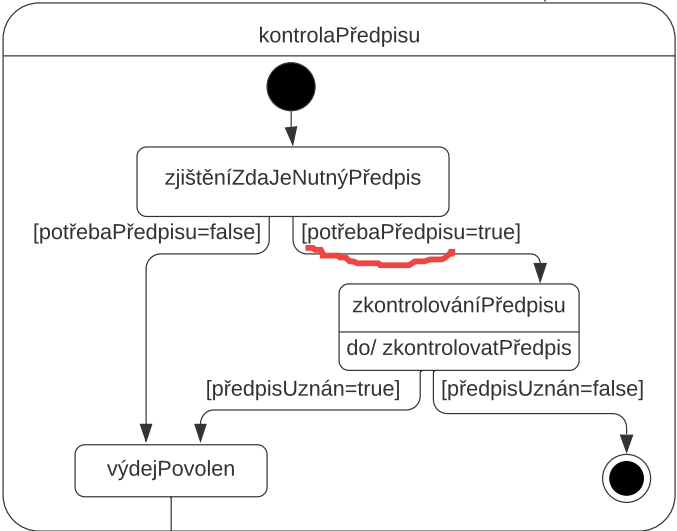 kontrolaPředpisu
zjištěníZdaJeNutnýPředpis
[potřebaPředpisu=false]
[potřebaPředpisu=true]
zkontrolováníPředpisu
do/ zkontrolovatPředpis
[předpisUznán=true]
[předpisUznán=false]
výdejPovolen